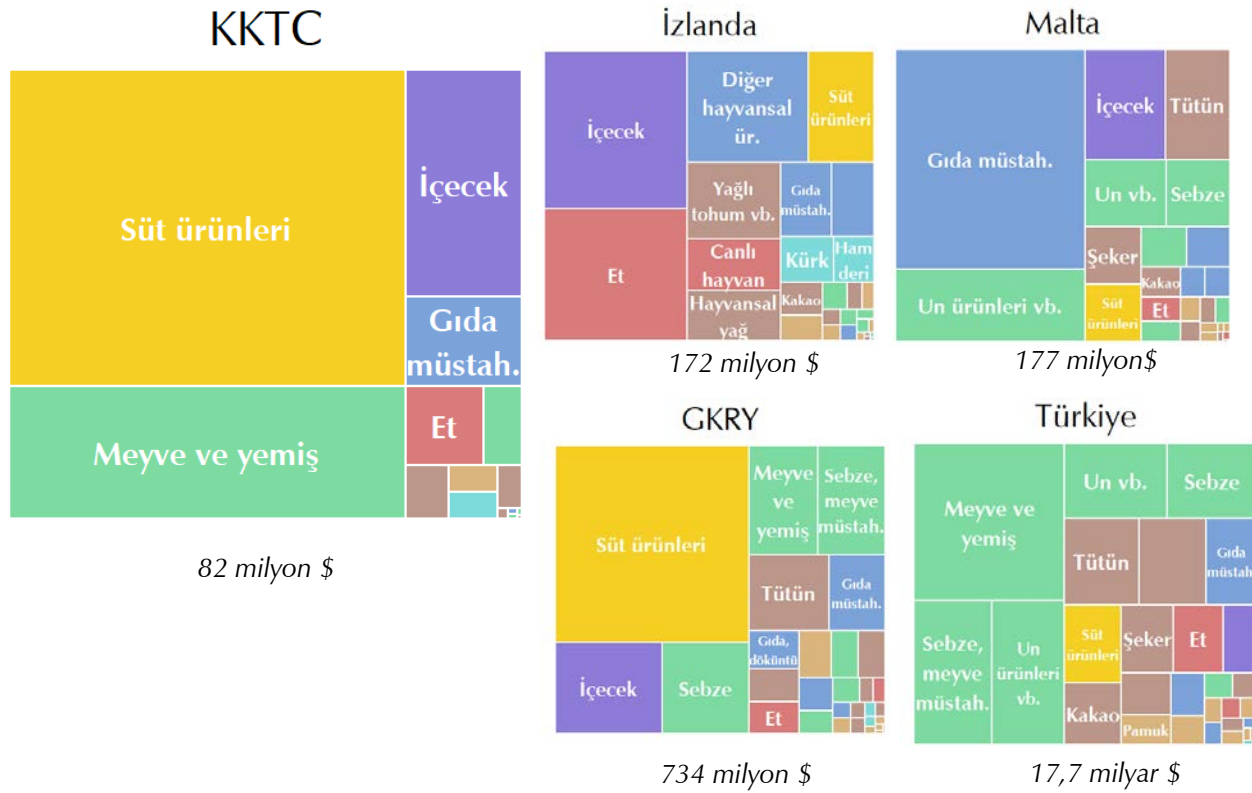 KKTC
Süt ürünleri
İçecek
Gıda
müstah.
Meyve ve yemiş
Et
82 milyon $
İzlanda
İçecek
Diğer
hayvansal
ür.
Süt
ürünleri
Et
Yağlı
tohum vb.
Gıda
müstah.
Canlı
hayvan
Kürk
Ham
deri
Hayvansal
yağ
Kakao
172 milyon $
Malta
Gıda müstah.
İçecek
Tütün
Un vb.
Sebze
Şeker
Kakao
Un ürünleri vb.
Süt
ürünleri
Et
177 milyon$
GKRY
Süt ürünleri
Meyve
ve
yemiş
Sebze,
meyve
müstah.
Tütün
Gıda
müstah.
Gıda,
döküntü
İçecek
Sebze
Et
734 milyon $
Türkiye
Meyve ve
yemiş
Un vb.
Sebze
Tütün
Gıda
müstah.
Sebze,
meyve
müstah.
Un
ürünleri
vb.
Süt
ürünleri
Şeker
Et
Kakao
Pamuk
17,7 milyar $